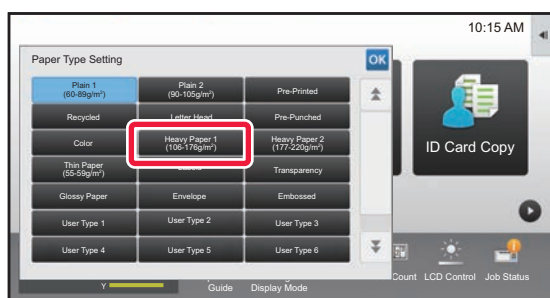 10:15 AM
Paper Type Setting
OK
Plain 1
(60-89g/m²)
Plain 2
(90-105g/m²)
Pre-Printed
Recycled
Letter Head
Pre-Punched
Color
Heavy Paper 1
(106-176g/m²)
Heavy Paper 2
(177-220g/m²)
Thin Paper
(55-59g/m²)
Transparency
Glossy Paper
Envelope
Embossed
User Type 1
User Type 2
User Type 3
User Type 4
User Type 5
User Type 6
ID Card Copy
Y
Guide
Display Mode
Count
LCD Control
Job Status